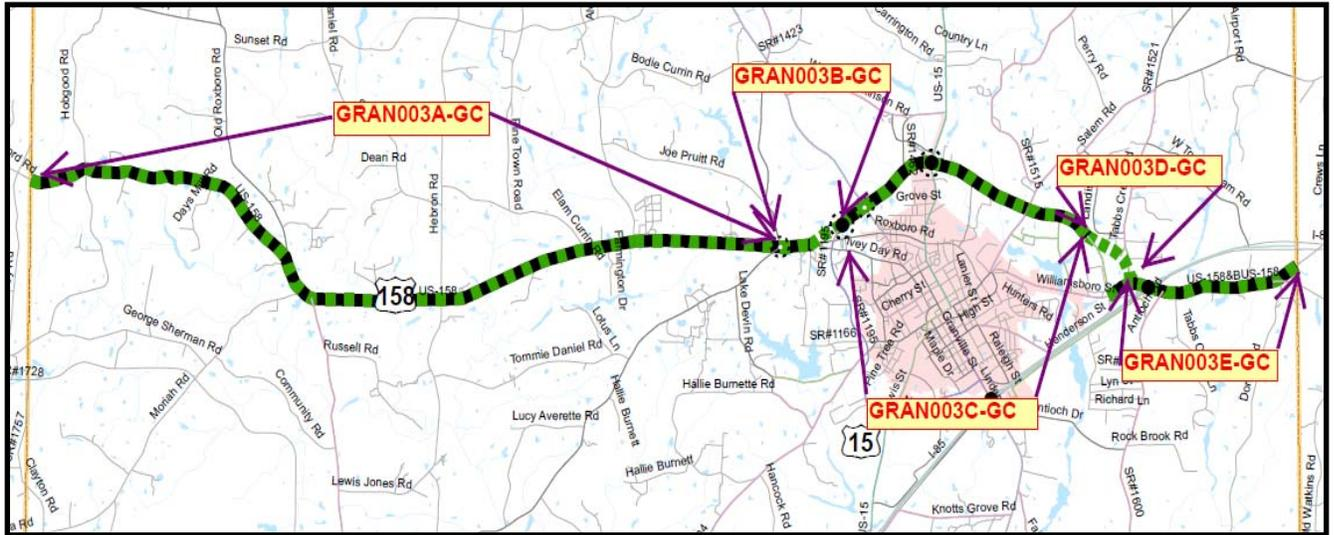 Sunset Rd
Hobgood Rd
Old Roxboro Rd
SR#1423
Carrington Rd
Country Ln
Perry Rd
SR#1521
Airport Rd
Bodie Currin Rd
GRAN003B-GC
US-15
GRAN003A-GC
Salem Rd
Pine Town Road
Joe Pruitt Rd
Dean Rd
SR#1515
GRAN003D-GC
Crews Ln
Days Mill Rd
US-158
Hebron Rd
Elam Currin Rd
Grove St
Roxboro Rd
Ivey Day Rd
Farmington Dr
Lanier St
Williamsboro St
US-158&BUS-158
158
US-158
Cherry St
High St
Hunters Rd
Henderson St
Antioch Rd
George Sherman Rd
Lotus Ln
Lake Devin Rd
SR#1166
SR#1195
Granville St
Maple Dr
Raleigh St
Pine Tree Rd
Russell Rd
Tommie Daniel Rd
GRAN003E-GC
Moriah Rd
Community Rd
Hallie Burnette Rd
Hallie Burnett
Lucy Averette Rd
GRAN003C-GC
Richard Ln
Rock Brook Rd
SR#1757
15
I-85
Clayton Rd
Lewis Jones Rd
Hallie Burnett
Hancock Rd
Knotts Grove Rd
SR#1600